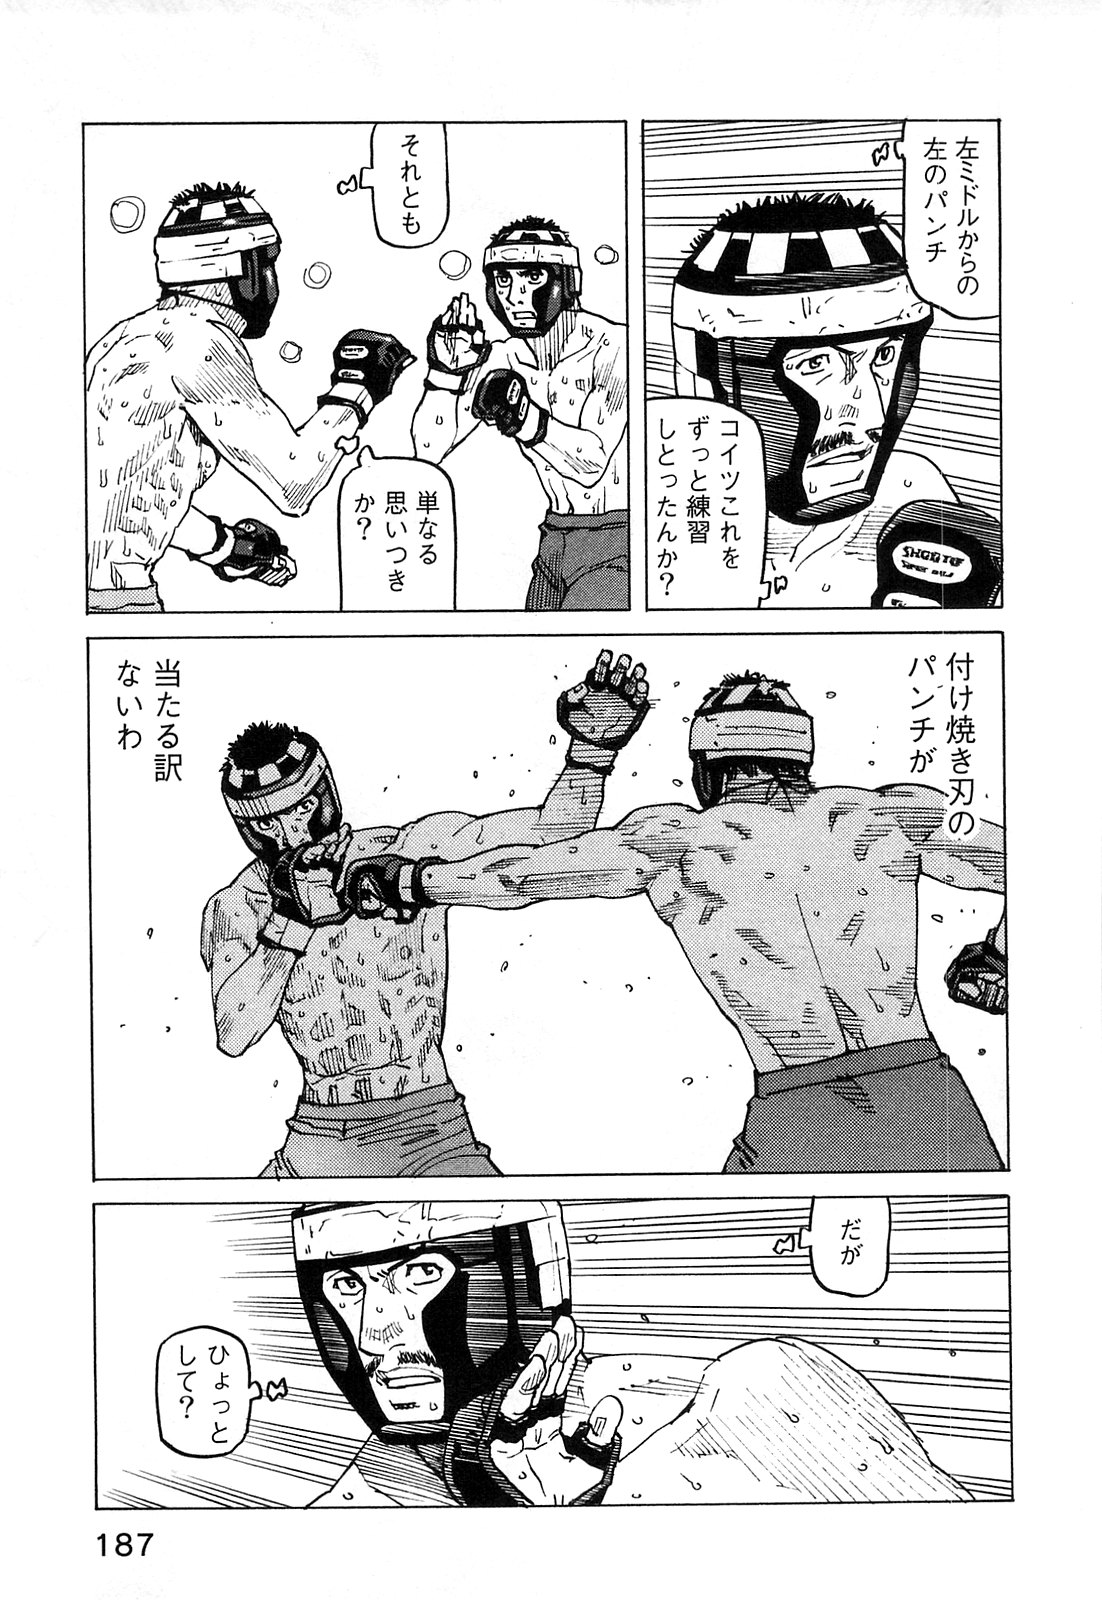 左ミドルからの
左のパンチ
コイツこれを
ずっと練習
しとったんか？
SHOOTO
それとも
単なる
思いつき
か？
付け焼き刃の
パンチが
当たる訳
ないわ
だが
ひょっと
して？
187